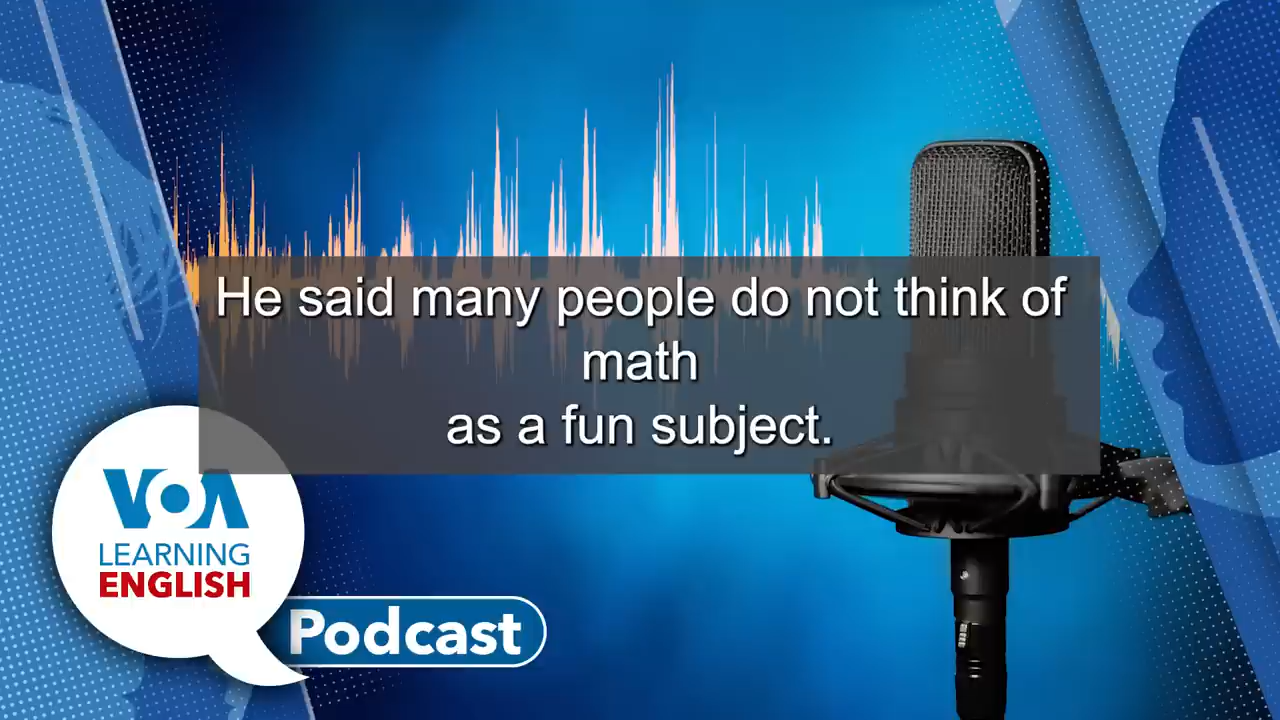 He said many people do not think of
math
as a fun subject.
VOA
LEARNING
ENGLISH
Podcast